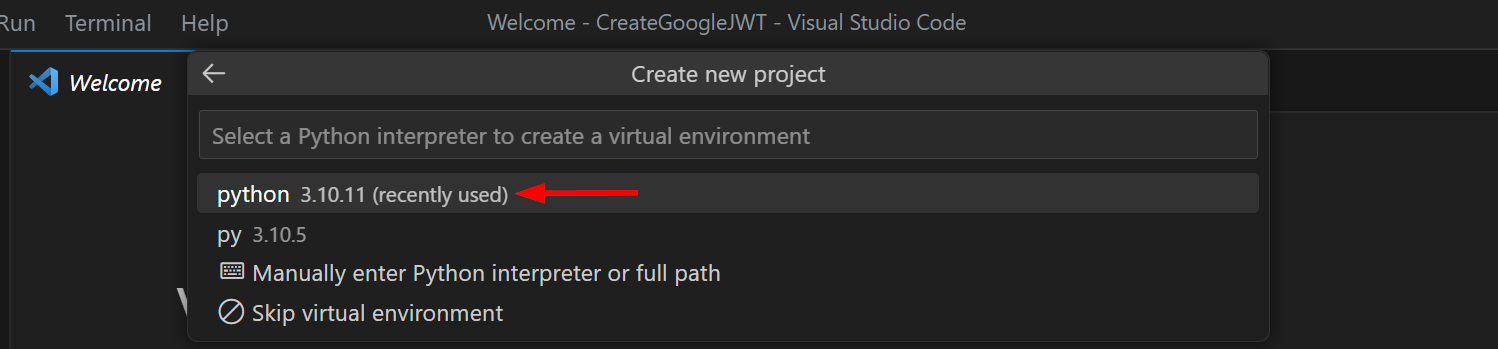 Run Terminal Help Welcome - CreateGoogleJWT - Visual Studio Code
Welcome
Create new project
Select a Python interpreter to create a virtual environment
python 3.10.11 (recently used)
py 3.10.5
Manually enter Python interpreter or full path
Skip virtual environment